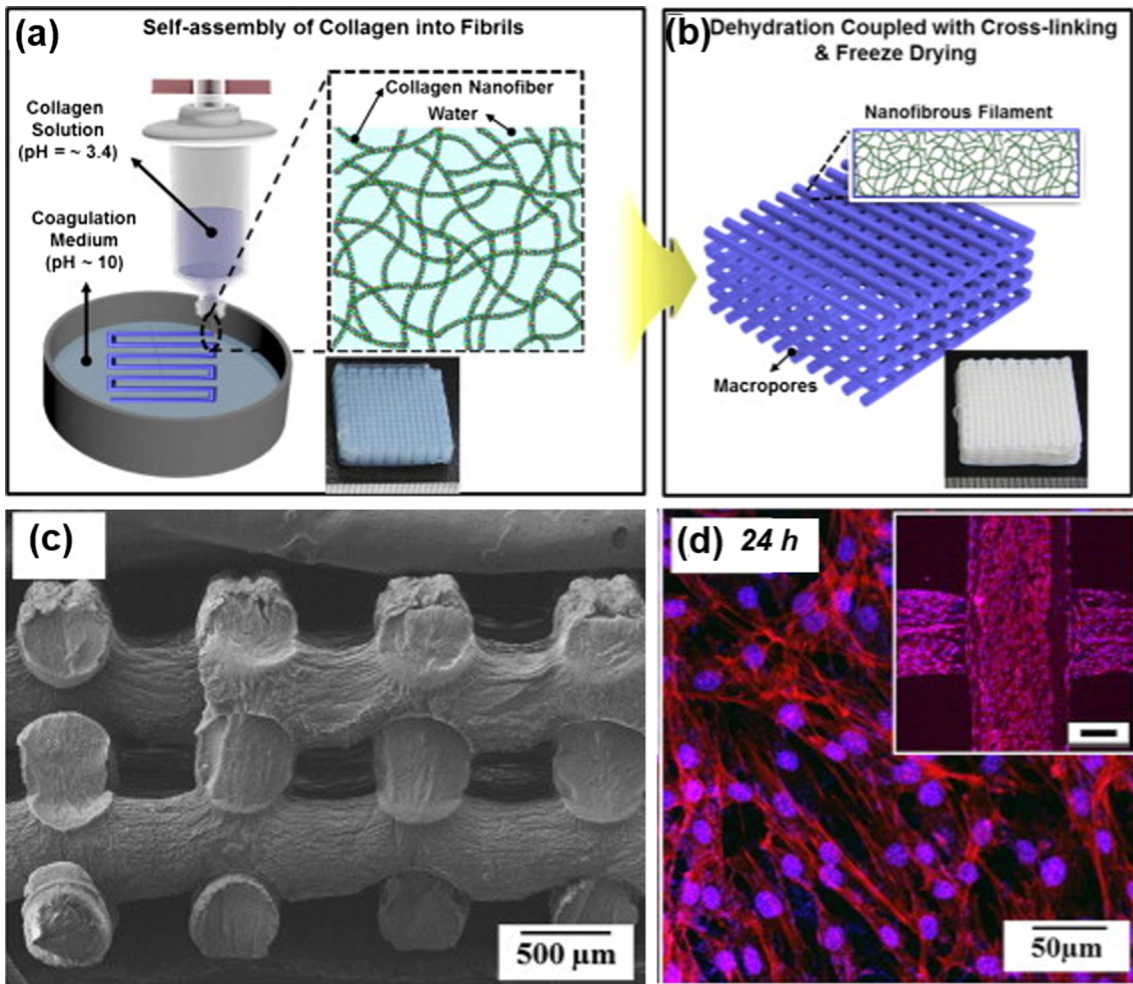 (a)
Self-assembly of Collagen into Fibrils
Collagen
Solution
(pH = ~ 3.4)
Coagulation
Medium
(pH ~ 10)
Collagen Nanofiber
Water
(b)
Dehydration Coupled with Cross-linking
& Freeze Drying
Nanofibrous Filament
Macropores
(c)
500 μm
(d) 24 h
50μm